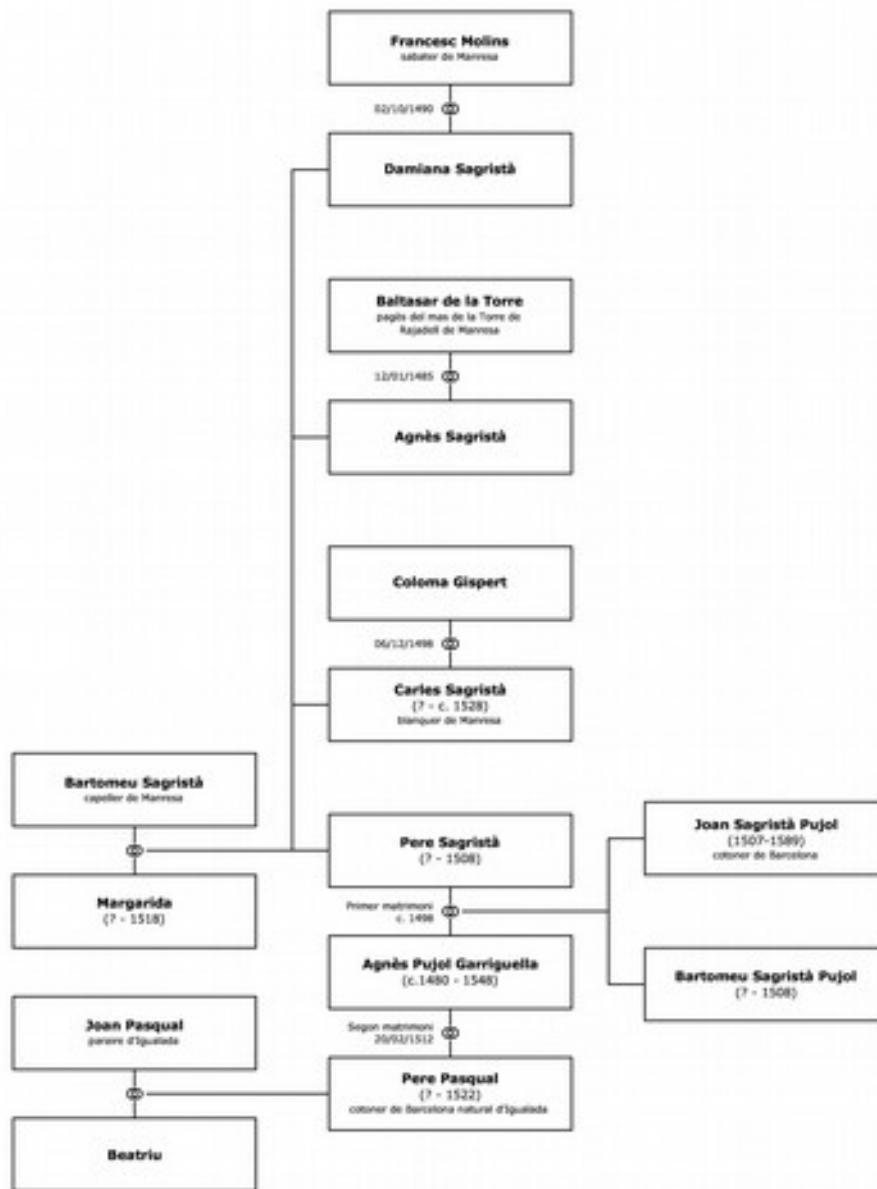 Francesc Molins
sabater de Manresa
02/10/1490
Damiana Sagristà
Baltasar de la Torre
pagès del mas de la Torre de
Rajadell de Manresa
12/01/1485
Agnès Sagristà
Coloma Gispert
06/12/1498
Carles Sagristà
(? - c. 1528)
blanquer de Manresa
Bartomeu Sagristà
capeller de Manresa
Margarida
(? - 1518)
Pere Sagristà
(? - 1508)
Primer matrimoni
c. 1498
Joan Sagristà Pujol
(1507-1589)
cotoner de Barcelona
Bartomeu Sagristà Pujol
(? - 1508)
Agnès Pujol Garriguella
(c.1480 - 1548)
Segon matrimoni
20/02/1512
Joan Pasqual
paraire d'Igualada
Beatriu
Pere Pasqual
(? - 1522)
cotoner de Barcelona natural d'Igualada